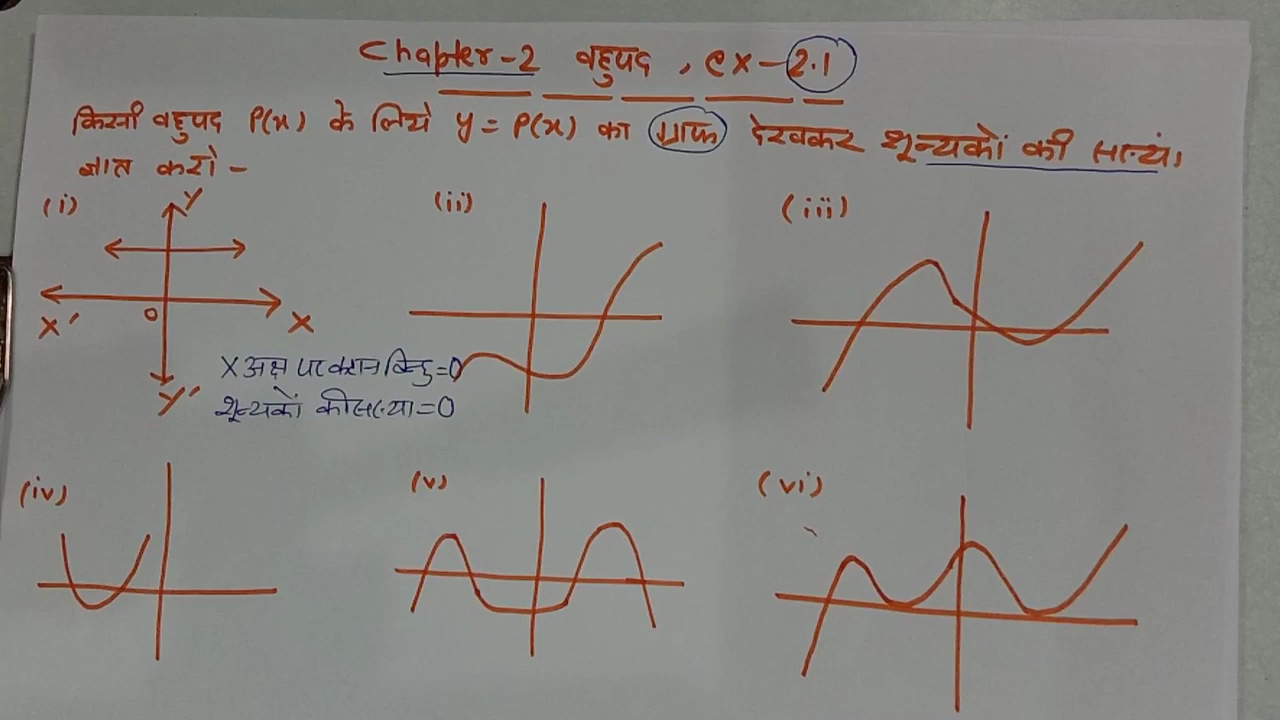 Chapter-2 बहुपद , ex-2.1
किसी बहुपद P(x) के लिये y = P(x) का ग्राफ देखकर शून्यकों की संख्या
ज्ञात करो -
(i)
Y
X'
O
X
Y'
X अक्ष पर कटान बिन्दु=0
शून्यकों की संख्या=0
(ii)
(iii)
(iv)
(v)
(vi)